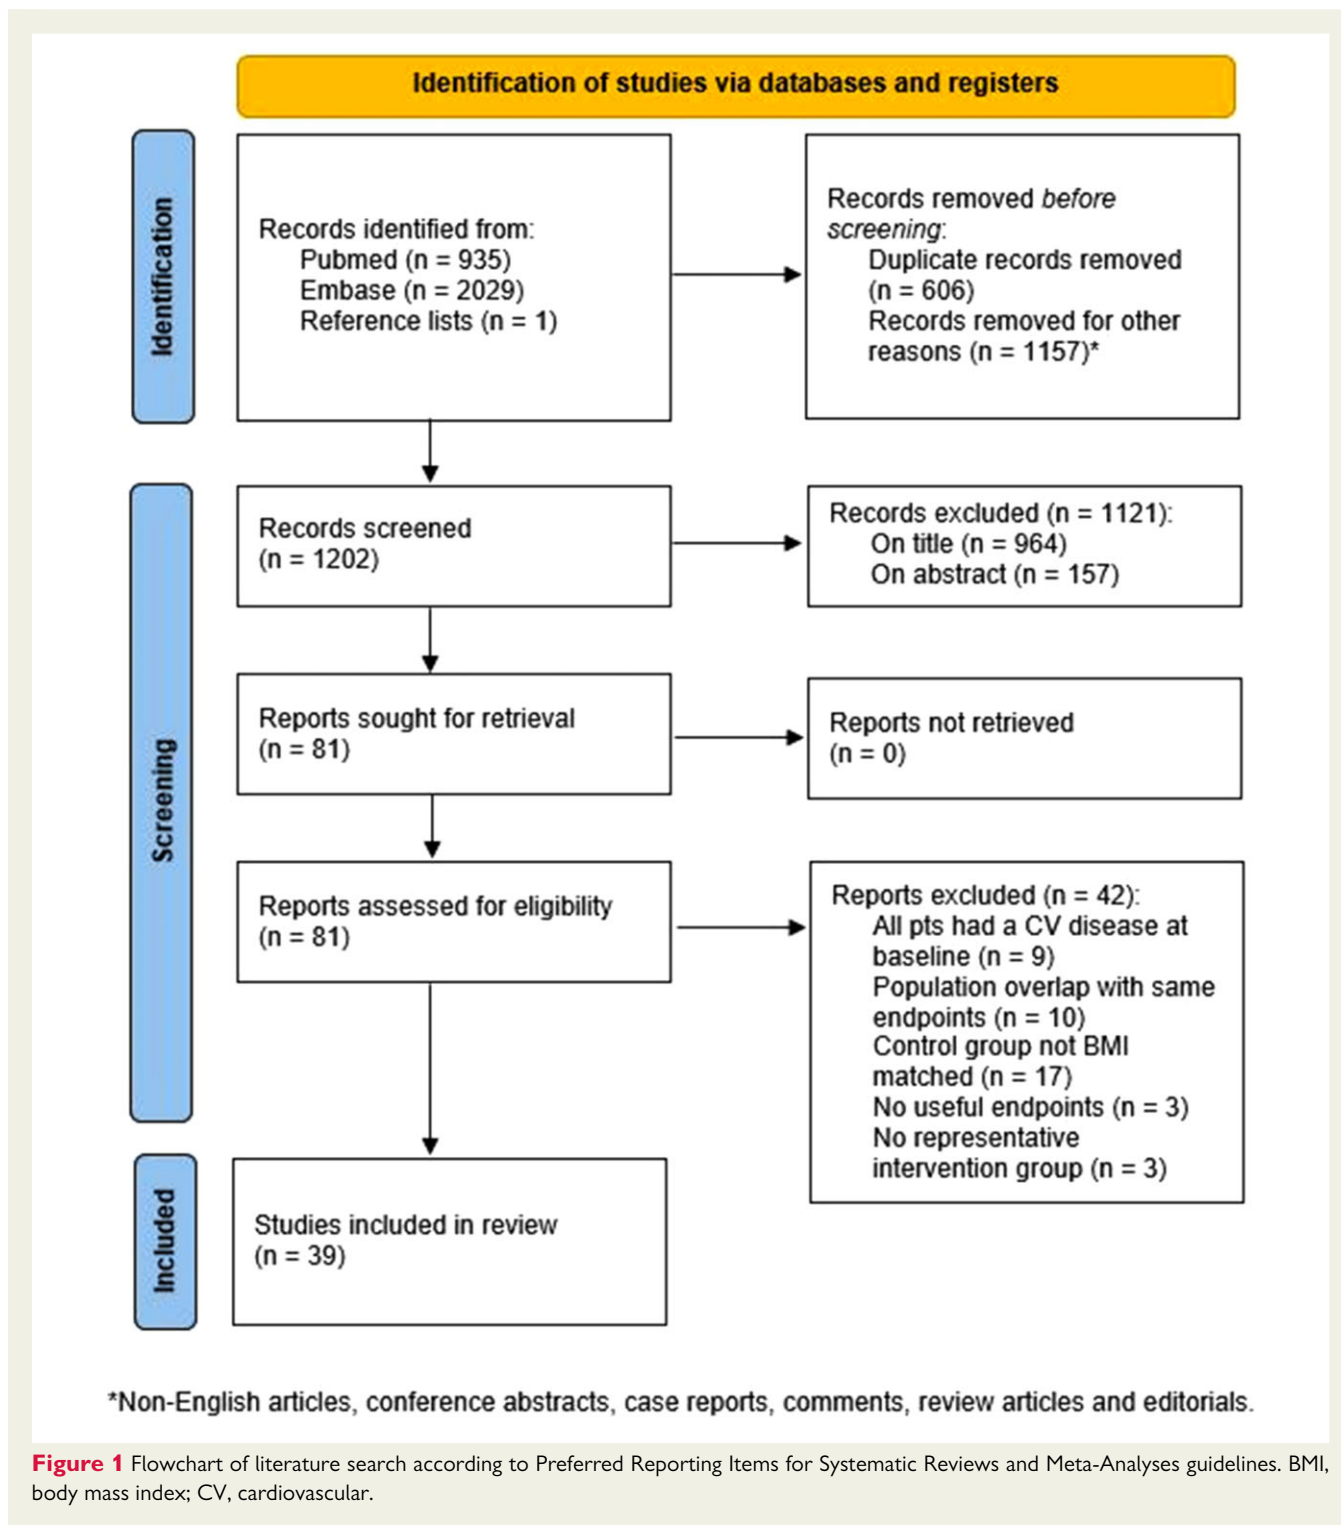 Identification of studies via databases and registers
Identification
Records identified from:
Pubmed (n = 935)
Embase (n = 2029)
Reference lists (n = 1)
Records removed before
screening:
Duplicate records removed
(n = 606)
Records removed for other
reasons (n = 1157)*
Screening
Records screened
(n = 1202)
Records excluded (n = 1121):
On title (n = 964)
On abstract (n = 157)
Reports sought for retrieval
(n = 81)
Reports not retrieved
(n = 0)
Reports assessed for eligibility
(n = 81)
Reports excluded (n = 42):
All pts had a CV disease at
baseline (n = 9)
Population overlap with same
endpoints (n = 10)
Control group not BMI
matched (n = 17)
No useful endpoints (n = 3)
No representative
intervention group (n = 3)
Included
Studies included in review
(n = 39)
*Non-English articles, conference abstracts, case reports, comments, review articles and editorials.
Figure 1 Flowchart of literature search according to Preferred Reporting Items for Systematic Reviews and Meta-Analyses guidelines. BMI,
body mass index; CV, cardiovascular.